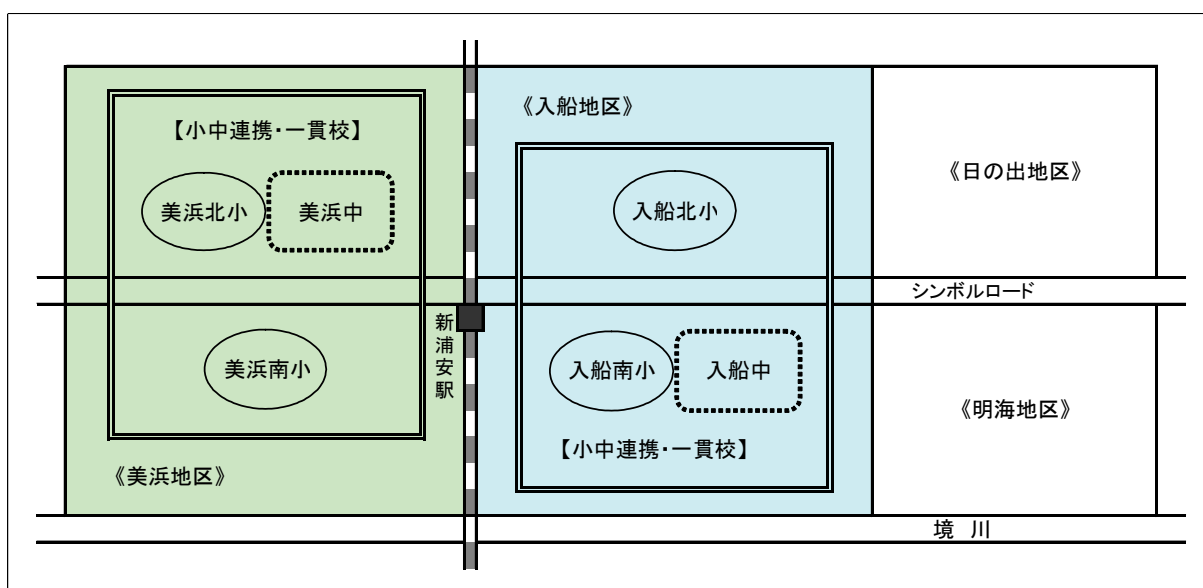 《入船地区》
【小中連携・一貫校】
《日の出地区》
美浜北小
美浜中
入船北小
シンボルロード
新浦安駅
美浜南小
入船南小
入船中
《明海地区》
【小中連携・一貫校】
《美浜地区》
境 川